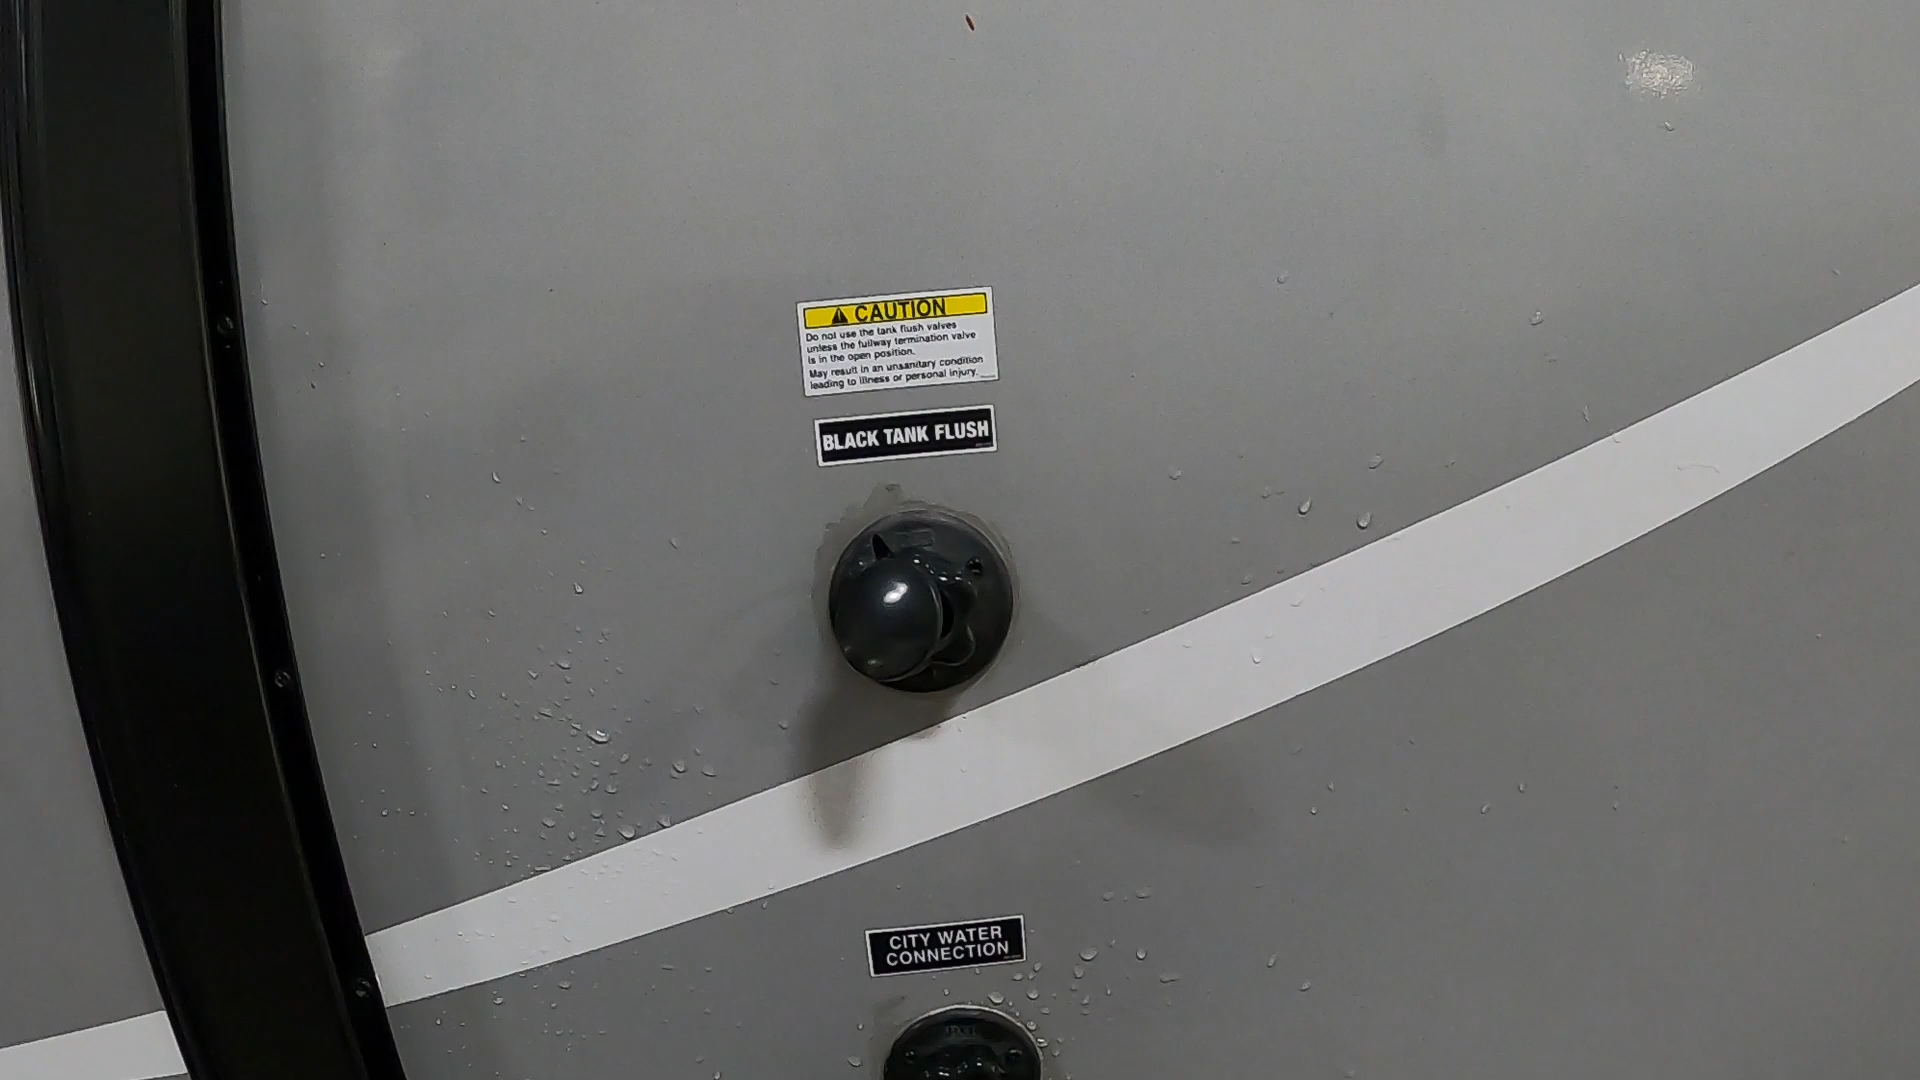 CAUTION
Do not use the tank flush valves
unless the fullway termination valve
is in the open position.
May result in an unsanitary condition
leading to illness or personal injury.
BLACK TANK FLUSH
CITY WATER
CONNECTION